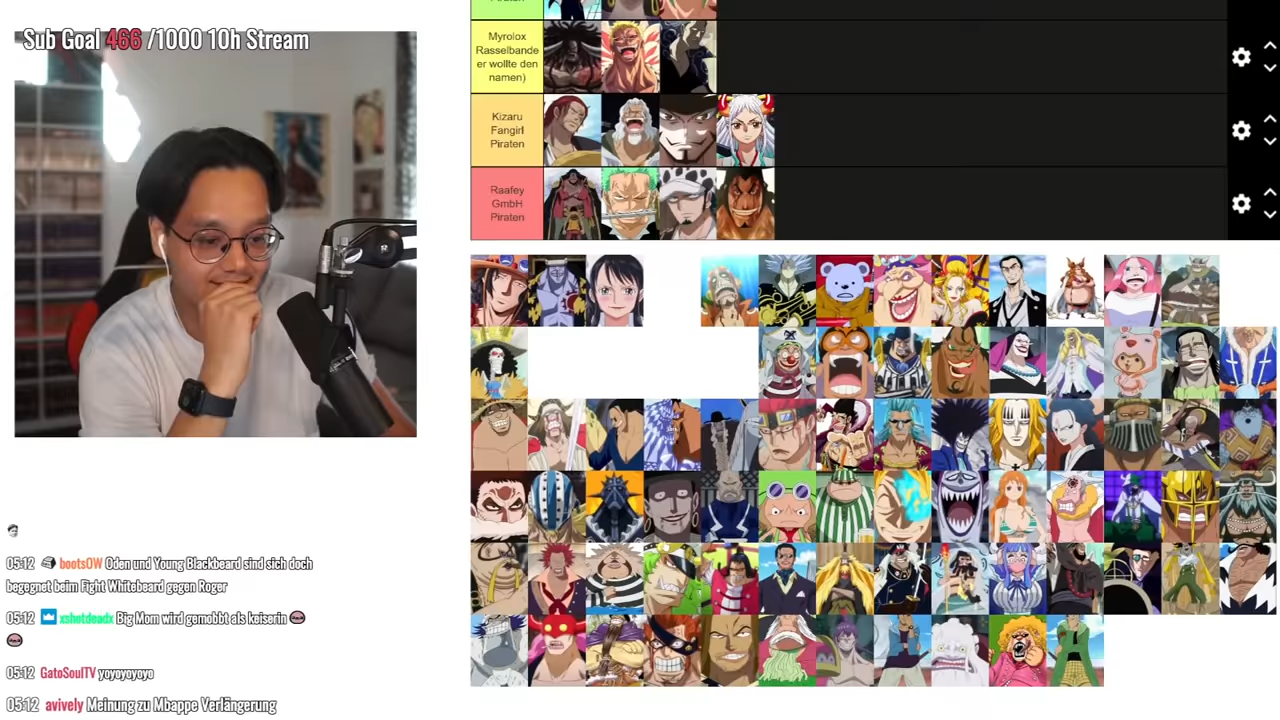 Sub Goal 466 /1000 10h Stream
Piraten
Myrolox
Rasselbande
er wollte den
namen)
Kizaru
Fangirl
Piraten
Raafey
GmbH
Piraten
05:12 bootsOW Oden und Young Blackbeard sind sich doch
begegnet beim Fight Whitebeard gegen Roger
05:12 xshotdeadx Big Mom wird gemobbt als keiserin
05:12 GatoSoulTV yoyoyoyoyo
05:12 avively Meinung zu Mbappe Verlängerung